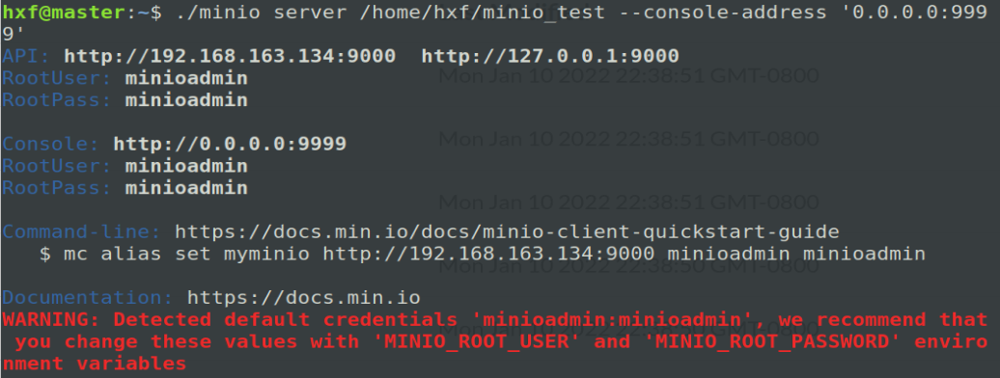 hxf@master:~$ ./minio server /home/hxf/minio_test --console-address '0.0.0.0:999
9'
API: http://192.168.163.134:9000  http://127.0.0.1:9000
Mon Jan 10 2022 22:38:51 GMT-0800
RootUser: minioadmin
RootPass: minioadmin
Mon Jan 10 2022 22:38:51 GMT-0800
Console: http://0.0.0.0:9999
RootUser: minioadmin
RootPass: minioadmin
Mon Jan 10 2022 22:38:51 GMT-0800
Command-line: https://docs.min.io/docs/minio-client-quickstart-guide
$ mc alias set myminio http://192.168.163.134:9000 minioadmin minioadmin
Mon Jan 10 2022 22:38:50 GMT-0800
Documentation: https://docs.min.io
WARNING: Detected default credentials 'minioadmin:minioadmin', we recommend that
you change these values with 'MINIO_ROOT_USER' and 'MINIO_ROOT_PASSWORD' enviro
nment variables